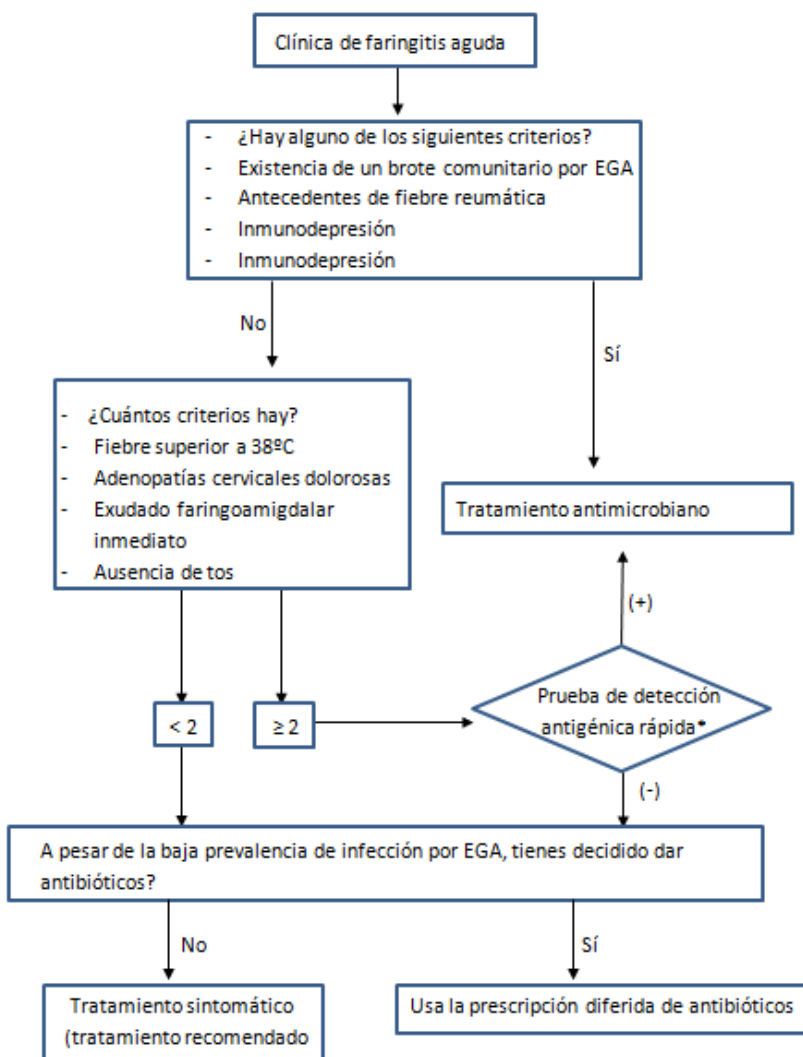 Clínica de faringitis aguda
- ¿Hay alguno de los siguientes criterios?
- Existencia de un brote comunitario por EGA
- Antecedentes de fiebre reumática
- Inmunodepresión
- Inmunodepresión
No
Sí
- ¿Cuántos criterios hay?
- Fiebre superior a 38ºC
- Adenopatías cervicales dolorosas
- Exudado faringoamigdalar
inmediato
- Ausencia de tos
Tratamiento antimicrobiano
(+)
Prueba de detección
antigénica rápida*
< 2
≥ 2
(-)
A pesar de la baja prevalencia de infección por EGA, tienes decidido dar
antibióticos?
No
Sí
Tratamiento sintomático
(tratamiento recomendado
Usa la prescripción diferida de antibióticos